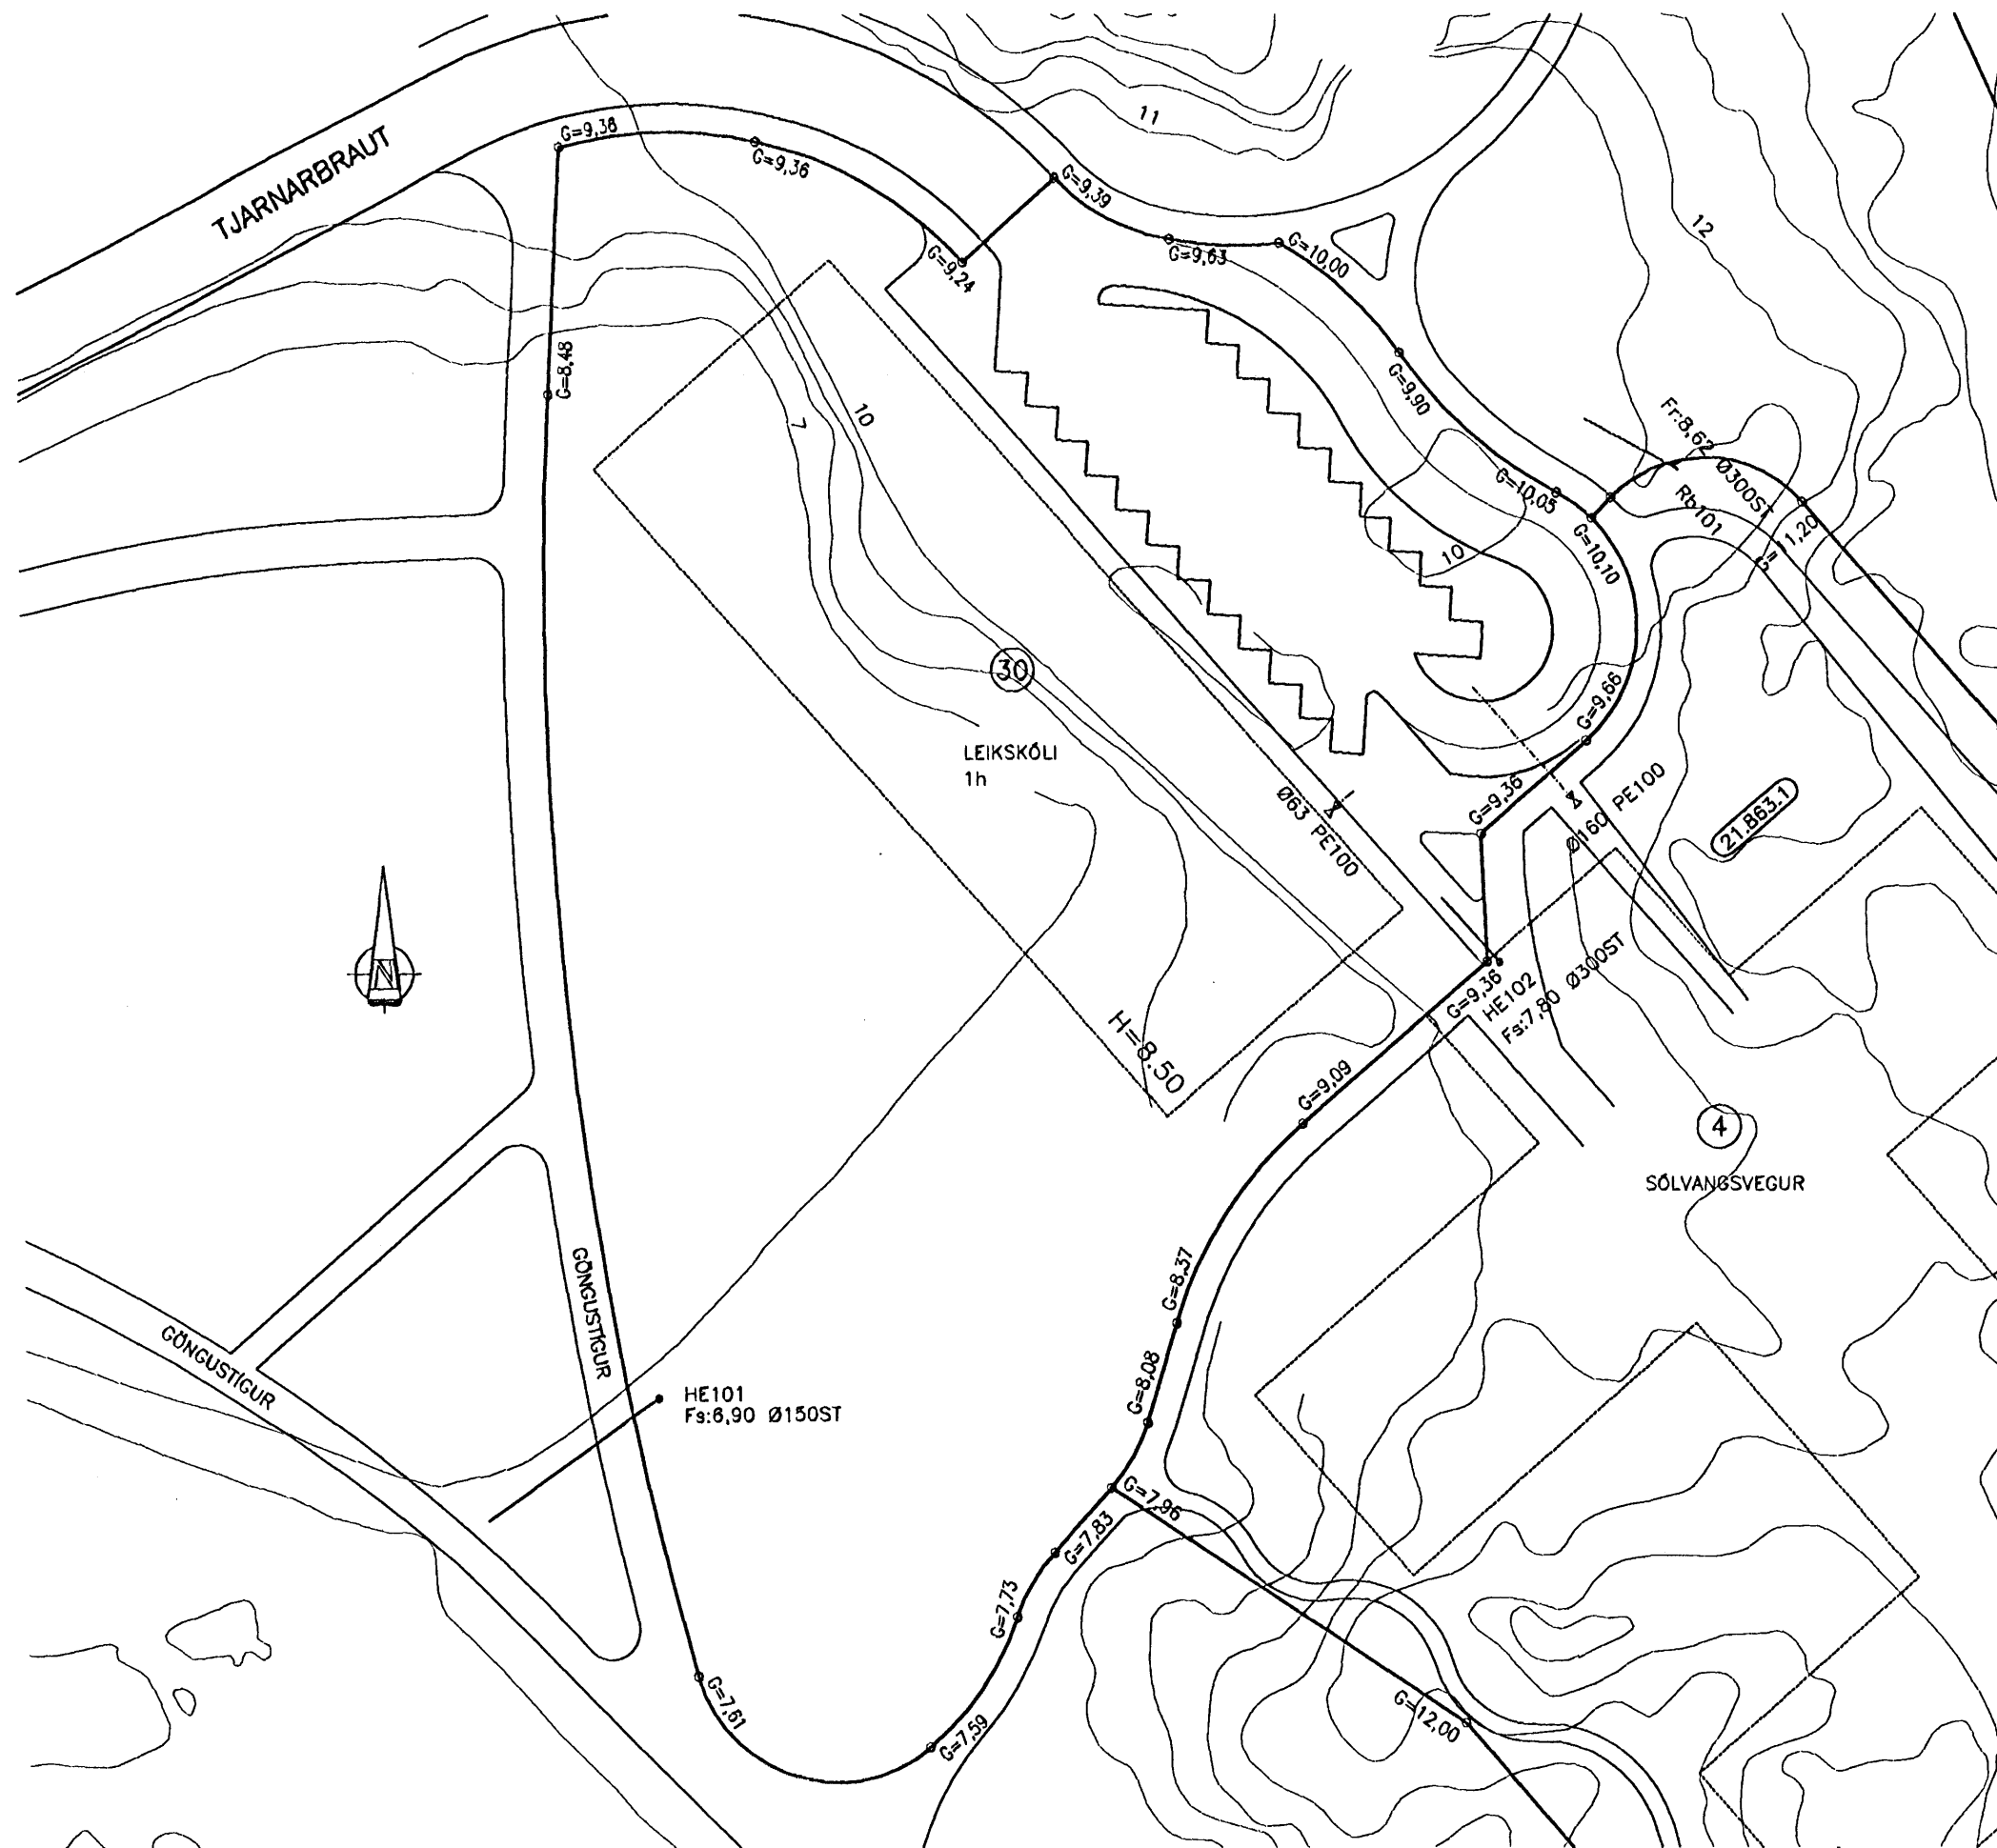 TJARNARBRAUT
G=9,38
G=9,36
G=9,39
G=9,63
G=10,00
G=9,24
11
12
G=8,48
7
10
G=9,90
Fr:8,62 Ø300ST
Rb101
G=11,20
G=10,05
G=10,10
10
30
LEIKSKÓLI
1h
G=9,66
G=9,36
Ø63 PE100
Ø160 PE100
21.863.1
N
H=8.50
G=9,36
HE102
Fs:7,80 Ø300ST
G=9,09
4
SÓLVANGSVEGUR
G=8,37
G=8,08
GÖNGUSTÍGUR
GÖNGUSTÍGUR
HE101
Fs:6,90 Ø150ST
G=7,96
G=7,83
G=7,73
G=7,61
G=7,59
G=12,00